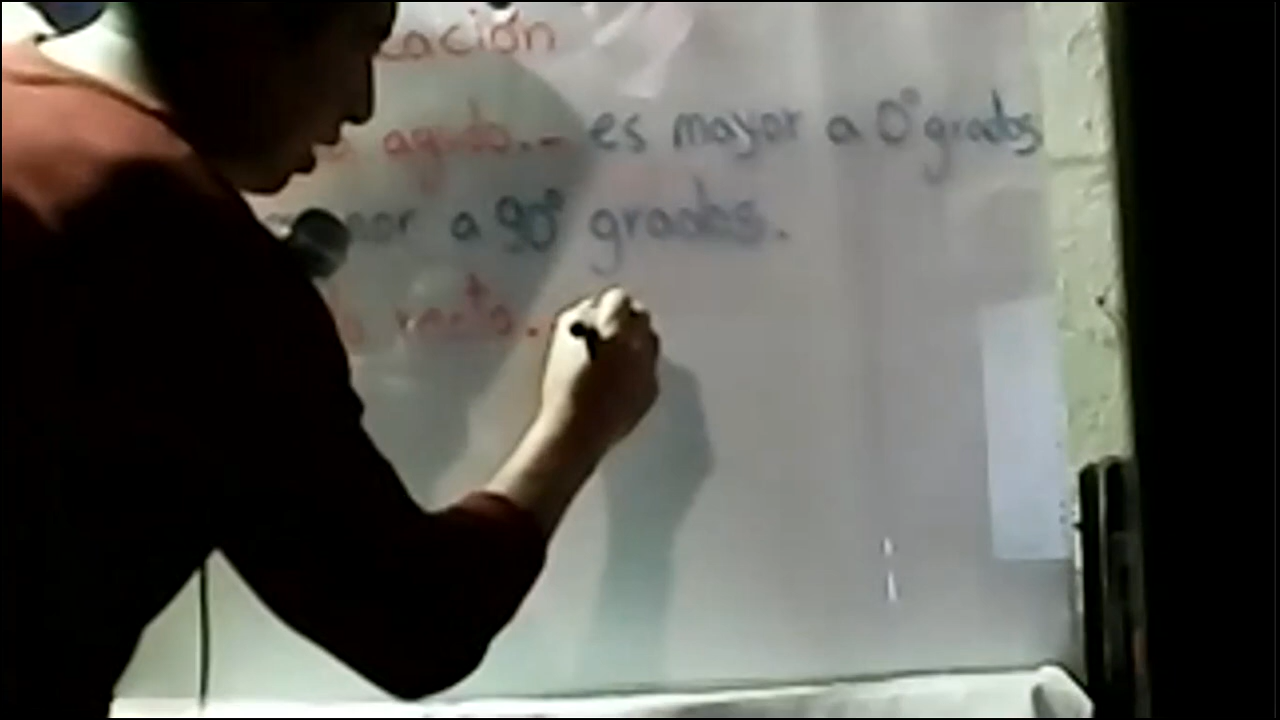 cación
agudo.- es mayor a 0° grados
a 90° grados.
recto.